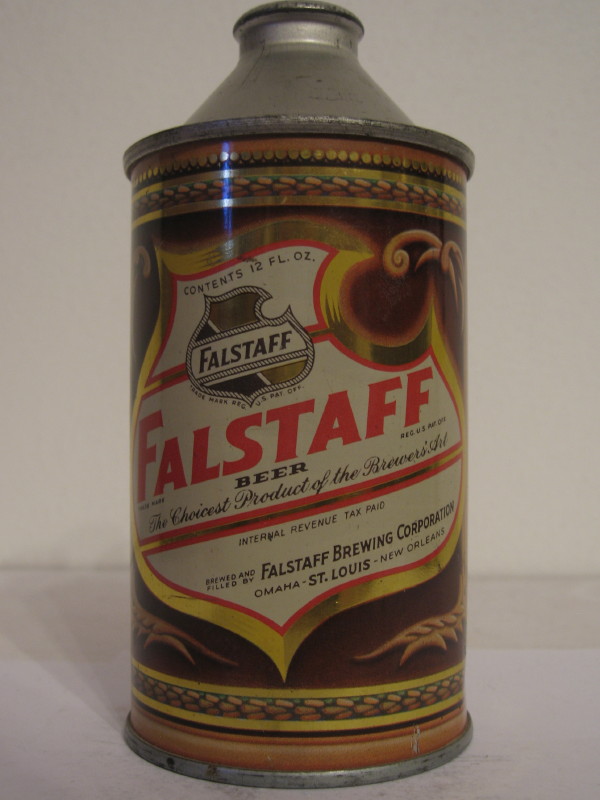 CONTENTS 12 FL. OZ.
FALSTAFF
TRADE MARK REG. U.S. PAT. OFF.
FALSTAFF
TRADE MARK
REG. U.S. PAT. OFF.
BEER
The Choicest Product of the Brewers' Art
INTERNAL REVENUE TAX PAID
BREWED AND
FILLED BY FALSTAFF BREWING CORPORATION
OMAHA - ST. LOUIS - NEW ORLEANS